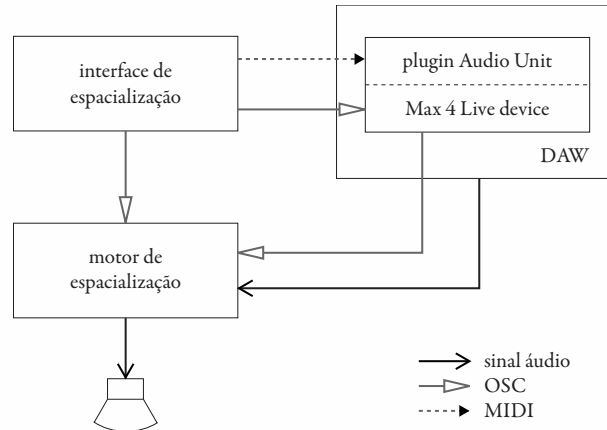 interface de
espacialização
plugin Audio Unit
Max 4 Live device
DAW
motor de
espacialização
sinal áudio
OSC
MIDI